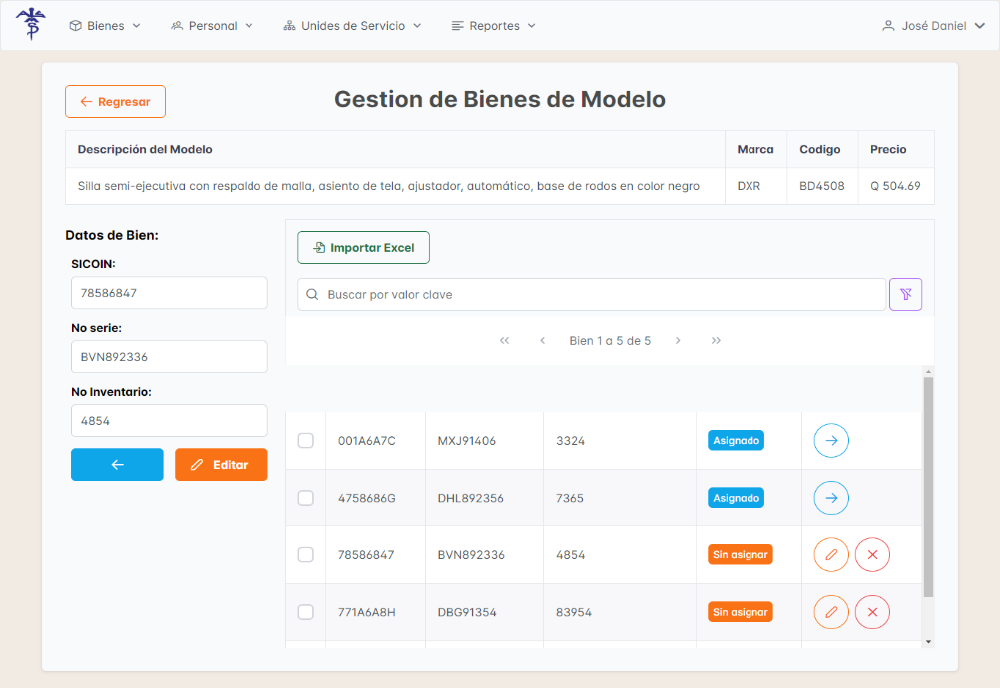 Bienes Personal Unides de Servicio Reportes José Daniel
Regresar
Gestion de Bienes de Modelo
Descripción del Modelo Marca Codigo Precio
Silla semi-ejecutiva con respaldo de malla, asiento de tela, ajustador, automático, base de rodos en color negro DXR BD4508 Q 504.69
Datos de Bien:
SICOIN:
78586847
No serie:
BVN892336
No Inventario:
4854
Editar
Importar Excel
Buscar por valor clave
Bien 1 a 5 de 5
001A6A7C MXJ91406 3324 Asignado
4758686G DHL892356 7365 Asignado
78586847 BVN892336 4854 Sin asignar
771A6A8H DBG91354 83954 Sin asignar